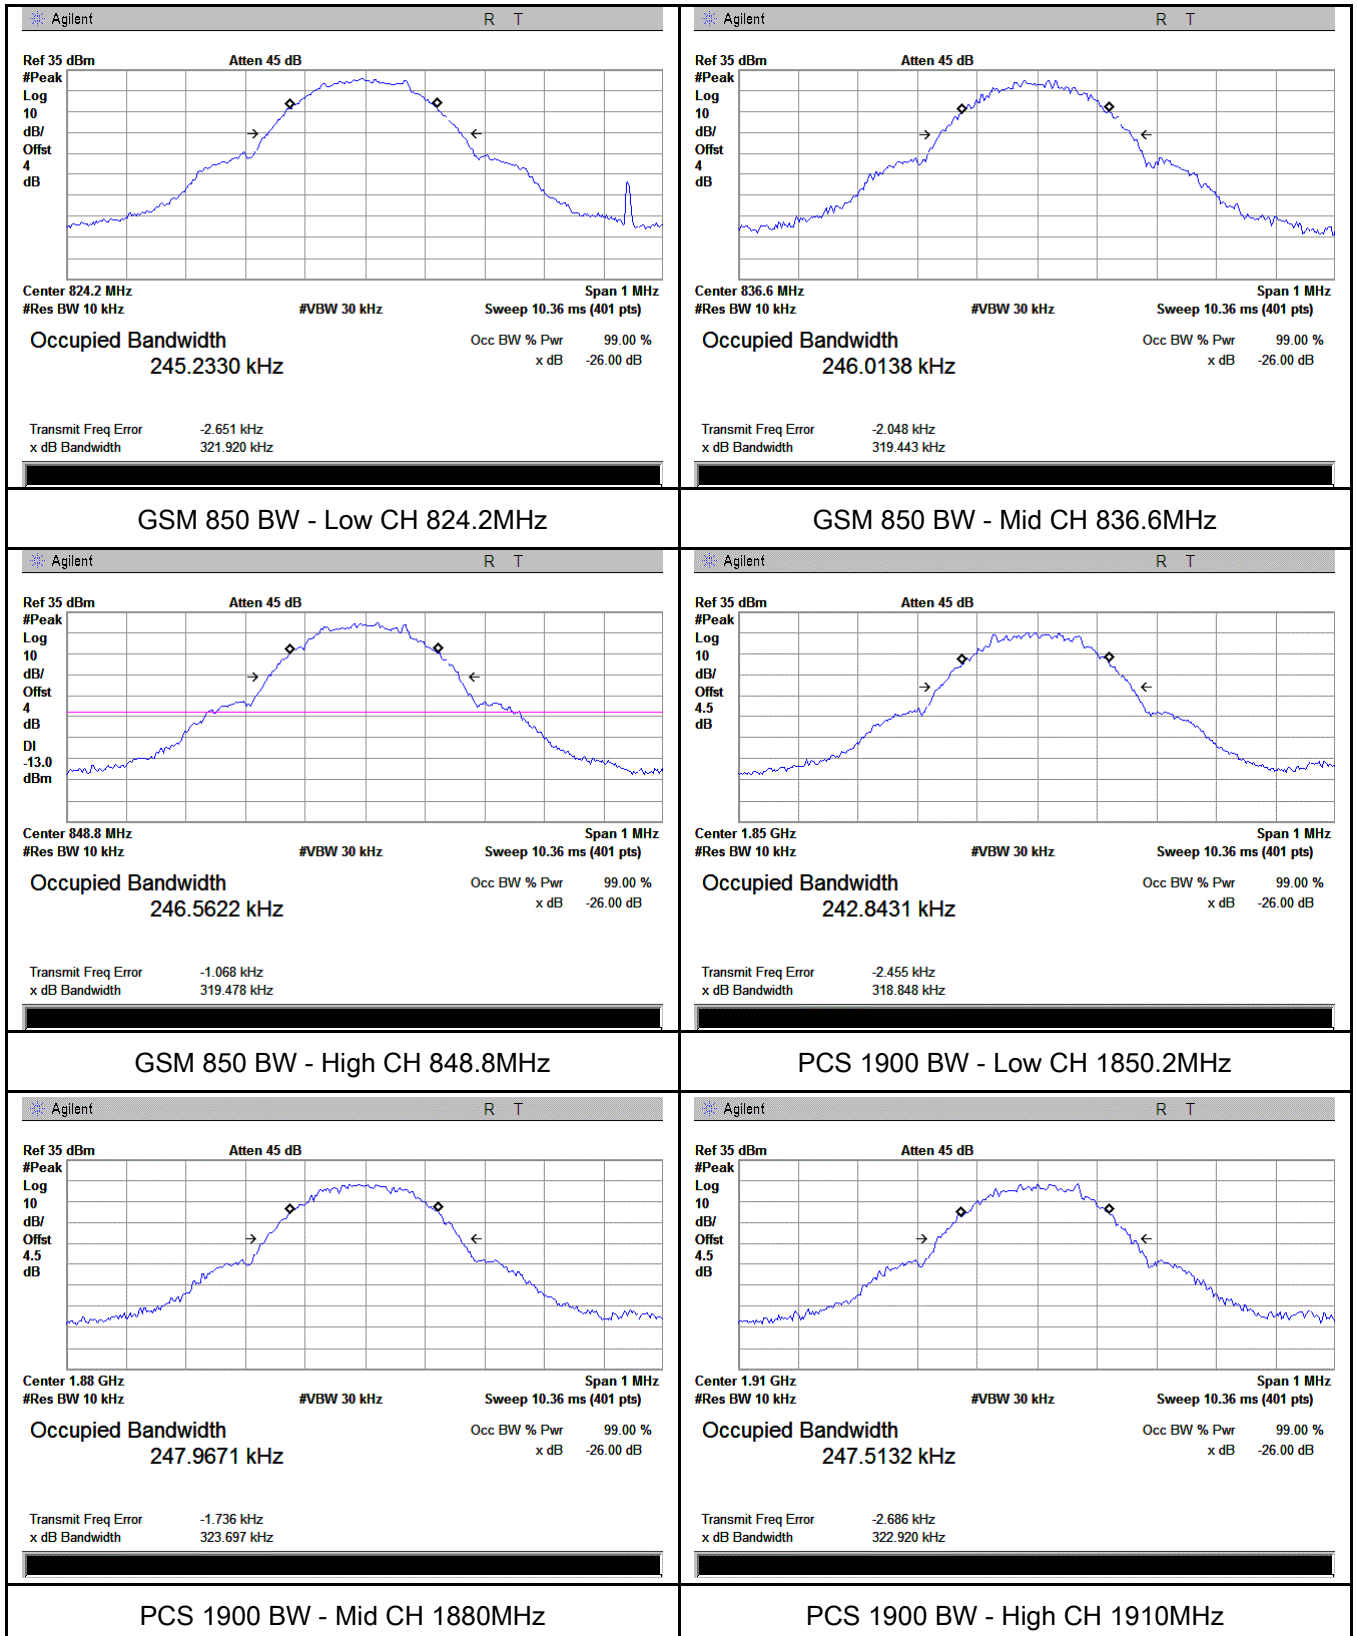 Agilent R T
Ref 35 dBm Atten 45 dB
#Peak
Log
10
dB/
Offst
4
dB
Center 824.2 MHz Span 1 MHz
#Res BW 10 kHz #VBW 30 kHz Sweep 10.36 ms (401 pts)
Occupied Bandwidth Occ BW % Pwr 99.00 %
245.2330 kHz x dB -26.00 dB
Transmit Freq Error -2.651 kHz
x dB Bandwidth 321.920 kHz
GSM 850 BW - Low CH 824.2MHz
Agilent R T
Ref 35 dBm Atten 45 dB
#Peak
Log
10
dB/
Offst
4
dB
Center 836.6 MHz Span 1 MHz
#Res BW 10 kHz #VBW 30 kHz Sweep 10.36 ms (401 pts)
Occupied Bandwidth Occ BW % Pwr 99.00 %
246.0138 kHz x dB -26.00 dB
Transmit Freq Error -2.048 kHz
x dB Bandwidth 319.443 kHz
GSM 850 BW - Mid CH 836.6MHz
Agilent R T
Ref 35 dBm Atten 45 dB
#Peak
Log
10
dB/
Offst
4
dB
DI
-13.0
dBm
Center 848.8 MHz Span 1 MHz
#Res BW 10 kHz #VBW 30 kHz Sweep 10.36 ms (401 pts)
Occupied Bandwidth Occ BW % Pwr 99.00 %
246.5622 kHz x dB -26.00 dB
Transmit Freq Error -1.068 kHz
x dB Bandwidth 319.478 kHz
GSM 850 BW - High CH 848.8MHz
Agilent R T
Ref 35 dBm Atten 45 dB
#Peak
Log
10
dB/
Offst
4.5
dB
Center 1.85 GHz Span 1 MHz
#Res BW 10 kHz #VBW 30 kHz Sweep 10.36 ms (401 pts)
Occupied Bandwidth Occ BW % Pwr 99.00 %
242.8431 kHz x dB -26.00 dB
Transmit Freq Error -2.455 kHz
x dB Bandwidth 318.848 kHz
PCS 1900 BW - Low CH 1850.2MHz
Agilent R T
Ref 35 dBm Atten 45 dB
#Peak
Log
10
dB/
Offst
4.5
dB
Center 1.88 GHz Span 1 MHz
#Res BW 10 kHz #VBW 30 kHz Sweep 10.36 ms (401 pts)
Occupied Bandwidth Occ BW % Pwr 99.00 %
247.9671 kHz x dB -26.00 dB
Transmit Freq Error -1.736 kHz
x dB Bandwidth 323.697 kHz
PCS 1900 BW - Mid CH 1880MHz
Agilent R T
Ref 35 dBm Atten 45 dB
#Peak
Log
10
dB/
Offst
4.5
dB
Center 1.91 GHz Span 1 MHz
#Res BW 10 kHz #VBW 30 kHz Sweep 10.36 ms (401 pts)
Occupied Bandwidth Occ BW % Pwr 99.00 %
247.5132 kHz x dB -26.00 dB
Transmit Freq Error -2.686 kHz
x dB Bandwidth 322.920 kHz
PCS 1900 BW - High CH 1910MHz